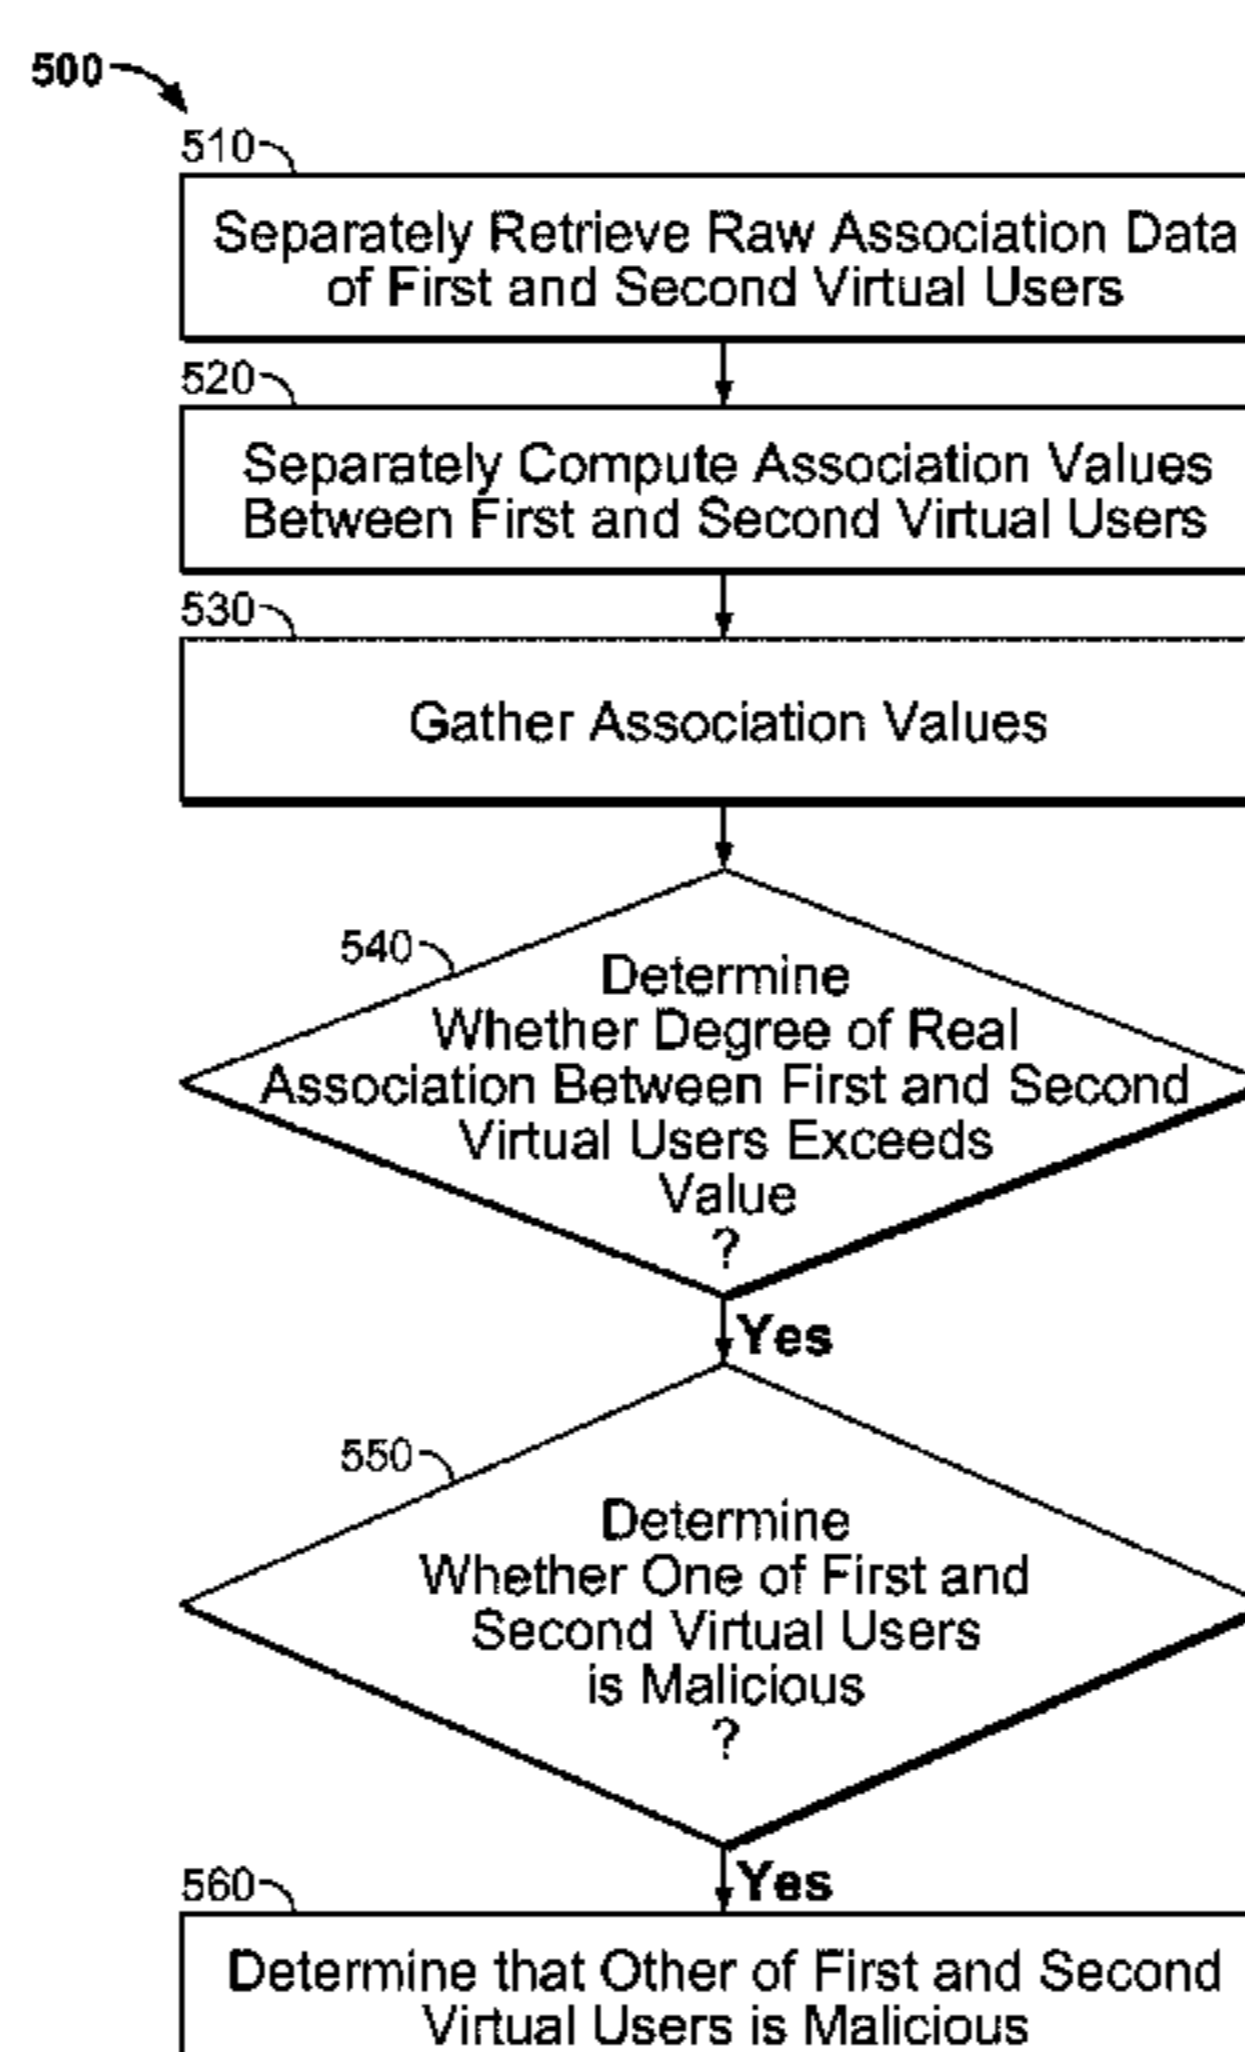 500
510
Separately Retrieve Raw Association Data
of First and Second Virtual Users
520
Separately Compute Association Values
Between First and Second Virtual Users
530
Gather Association Values
540
Determine
Whether Degree of Real
Association Between First and Second
Virtual Users Exceeds
Value
?
Yes
550
Determine
Whether One of First and
Second Virtual Users
is Malicious
?
Yes
560
Determine that Other of First and Second
Virtual Users is Malicious